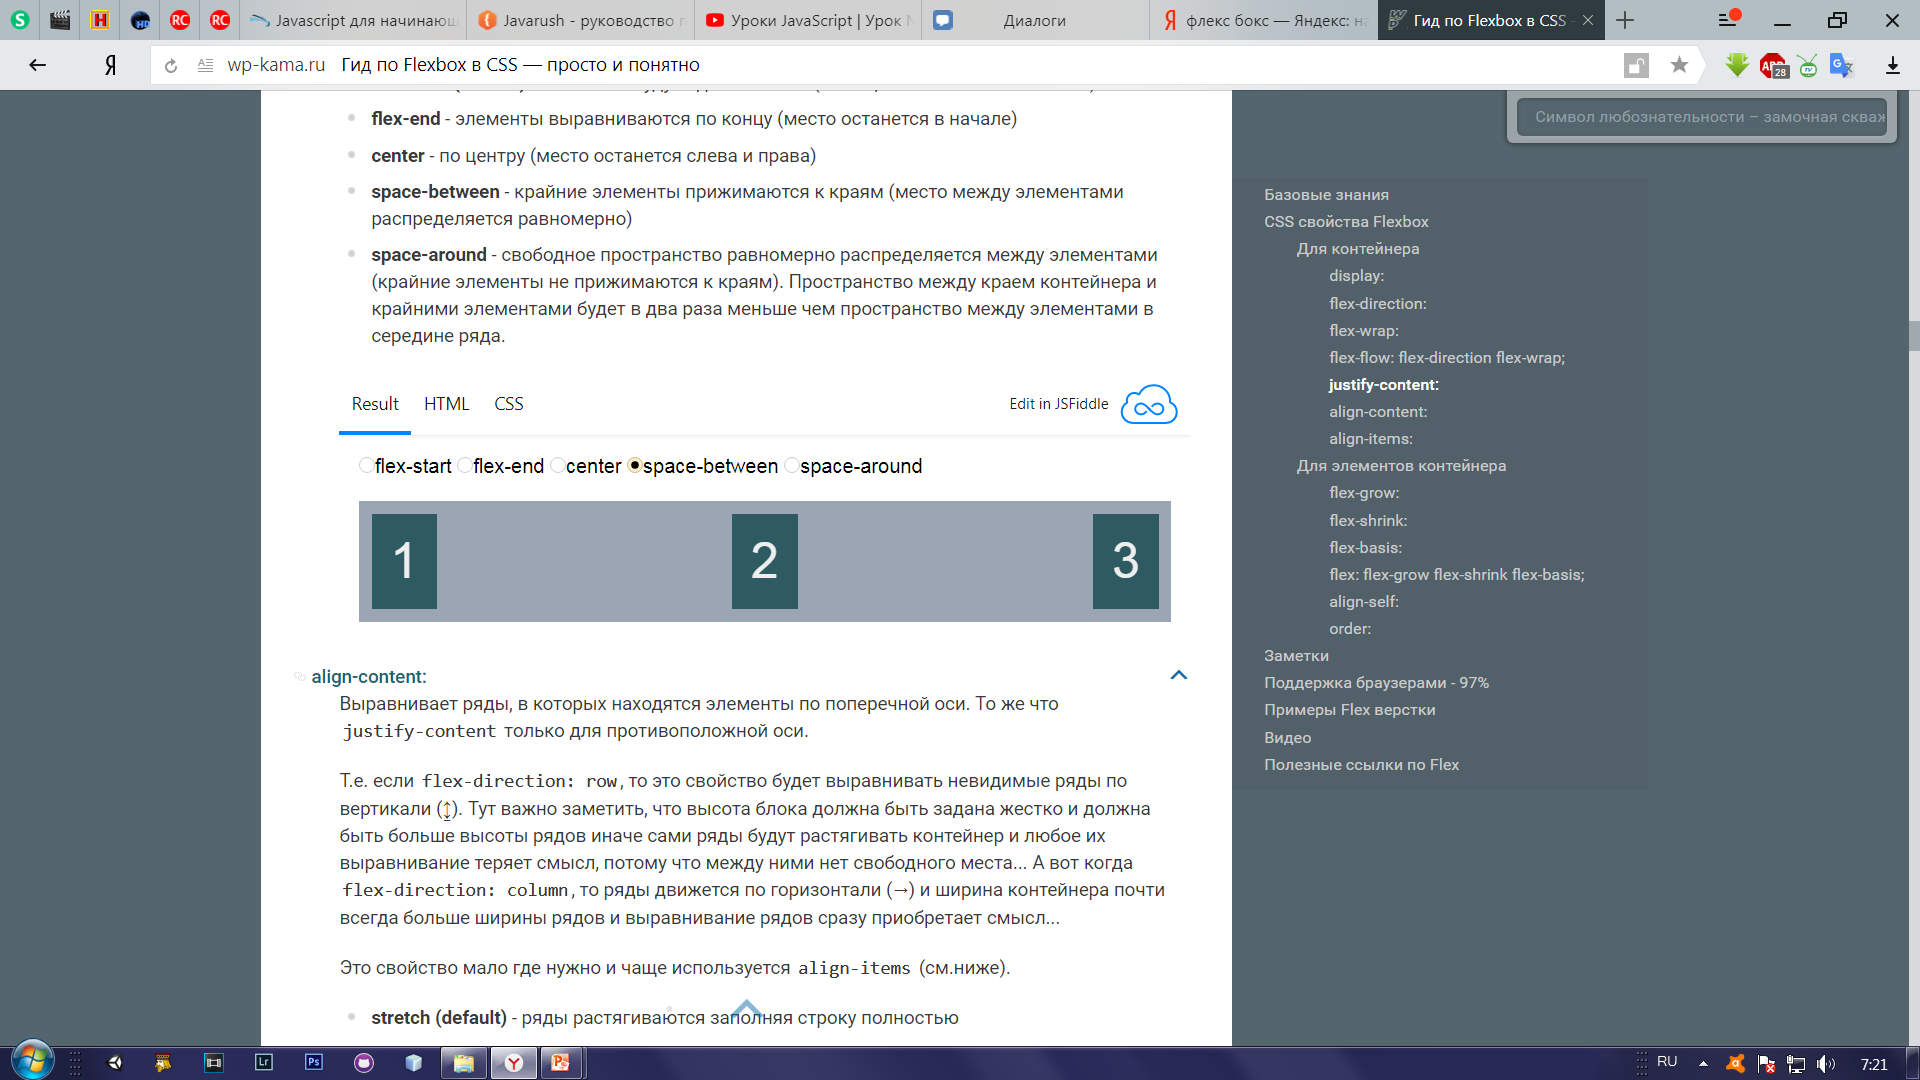 S
H
HD
RC
RC
Javascript для начинающ
Javarush - руководство п
Уроки JavaScript | Урок
Диалоги
Я флекс бокс — Яндекс: на
Гид по Flexbox в CSS -
Я
wp-kama.ru Гид по Flexbox в CSS — просто и понятно
ABP
28
TV
G
flex-end - элементы выравниваются по концу (место останется в начале)
center - по центру (место останется слева и права)
space-between - крайние элементы прижимаются к краям (место между элементами
распределяется равномерно)
space-around - свободное пространство равномерно распределяется между элементами
(крайние элементы не прижимаются к краям). Пространство между краем контейнера и
крайними элементами будет в два раза меньше чем пространство между элементами в
середине ряда.
Result HTML CSS
Edit in JSFiddle
flex-start flex-end center space-between space-around
1 2 3
align-content:
Выравнивает ряды, в которых находятся элементы по поперечной оси. То же что
justify-content только для противоположной оси.
Т.е. если flex-direction: row, то это свойство будет выравнивать невидимые ряды по
вертикали (↕). Тут важно заметить, что высота блока должна быть задана жестко и должна
быть больше высоты рядов иначе сами ряды будут растягивать контейнер и любое их
выравнивание теряет смысл, потому что между ними нет свободного места... А вот когда
flex-direction: column, то ряды движется по горизонтали (→) и ширина контейнера почти
всегда больше ширины рядов и выравнивание рядов сразу приобретает смысл...
Это свойство мало где нужно и чаще используется align-items (см.ниже).
stretch (default) - ряды растягиваются заполняя строку полностью
Символ любознательности – замочная скваж
Базовые знания
CSS свойства Flexbox
Для контейнера
display:
flex-direction:
flex-wrap:
flex-flow: flex-direction flex-wrap;
justify-content:
align-content:
align-items:
Для элементов контейнера
flex-grow:
flex-shrink:
flex-basis:
flex: flex-grow flex-shrink flex-basis;
align-self:
order:
Заметки
Поддержка браузерами - 97%
Примеры Flex верстки
Видео
Полезные ссылки по Flex
Lr
Ps
Y
P
RU
7:21